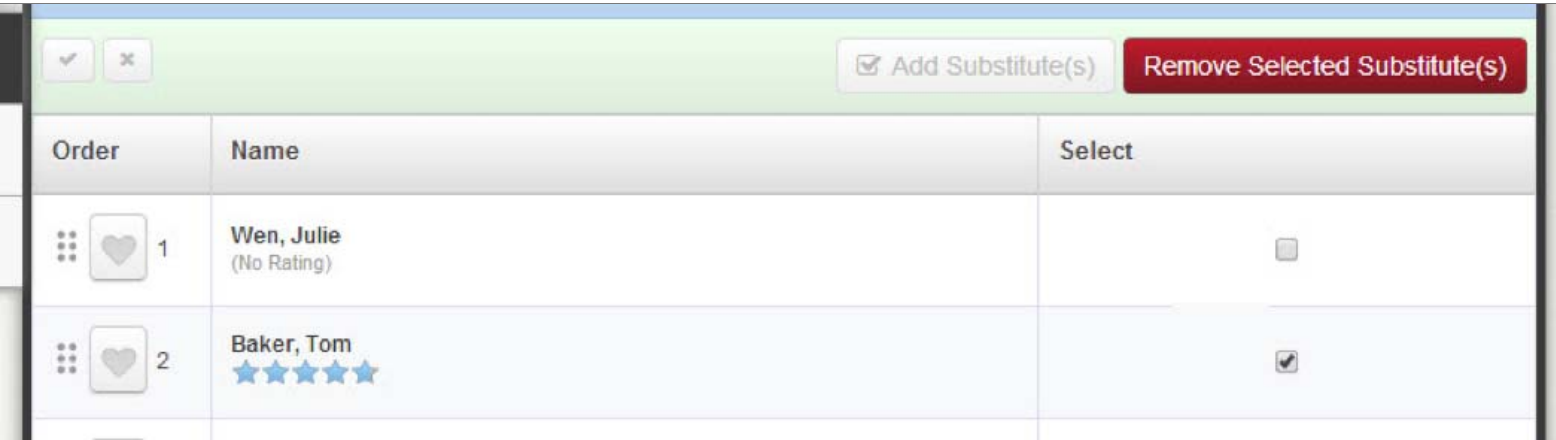 Add Substitute(s) Remove Selected Substitute(s)
Order Name Select
1 Wen, Julie
(No Rating)
2 Baker, Tom